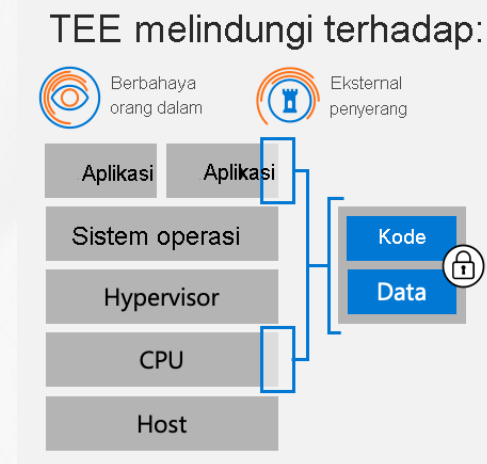 TEE melindungi terhadap:
Berbahaya
orang dalam
Eksternal
penyerang
Aplikasi
Aplikasi
Sistem operasi
Kode
Data
Hypervisor
CPU
Host